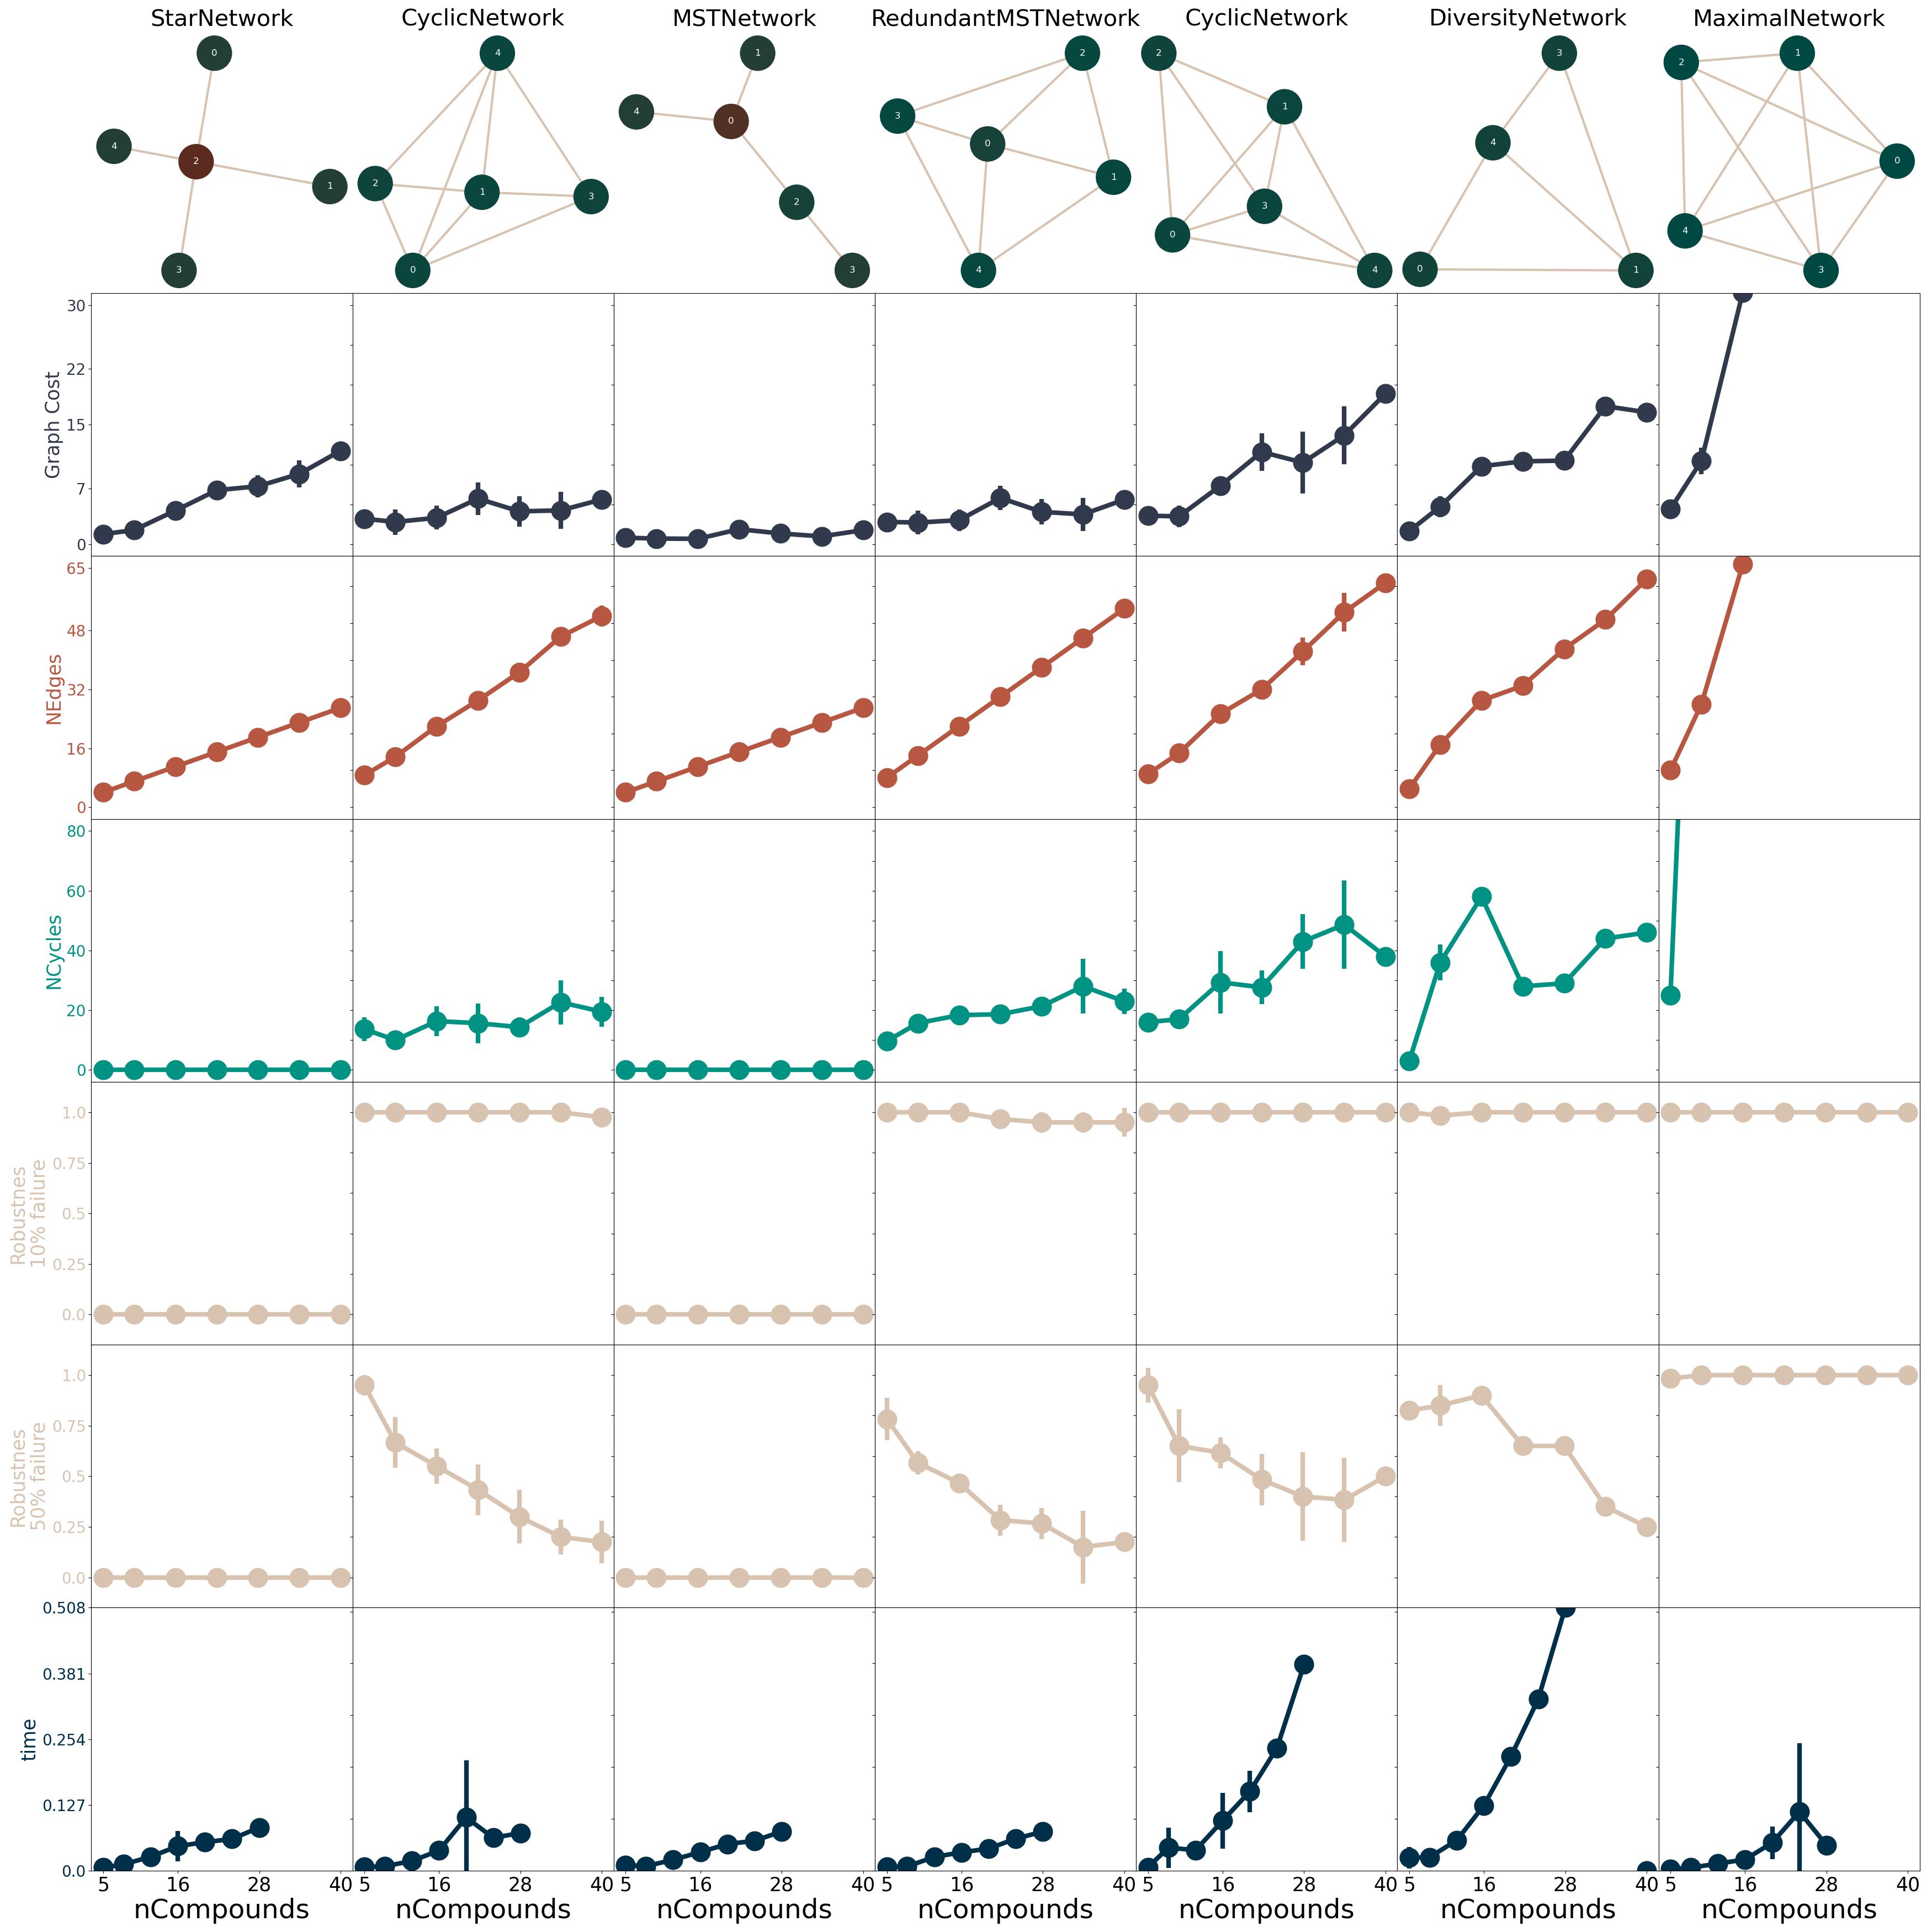 StarNetwork CyclicNetwork MSTNetwork RedundantMSTNetwork CyclicNetwork DiversityNetwork MaximalNetwork
0 4 2 1 3
4 2 1 3 0
1 4 0 2 3
2 3 0 1 4
2 1 3 0 4
3 4 0 1
2 1 0 4 3
Graph Cost
30
22
15
7
0
NEdges
65
48
32
16
0
NCycles
80
60
40
20
0
Robustnes
10% failure
1.0
0.75
0.5
0.25
0.0
Robustnes
50% failure
1.0
0.75
0.5
0.25
0.0
time
0.508
0.381
0.254
0.127
0.0
5 16 28 40 5 16 28 40 5 16 28 40 5 16 28 40 5 16 28 40 5 16 28 40 5 16 28 40
nCompounds nCompounds nCompounds nCompounds nCompounds nCompounds nCompounds